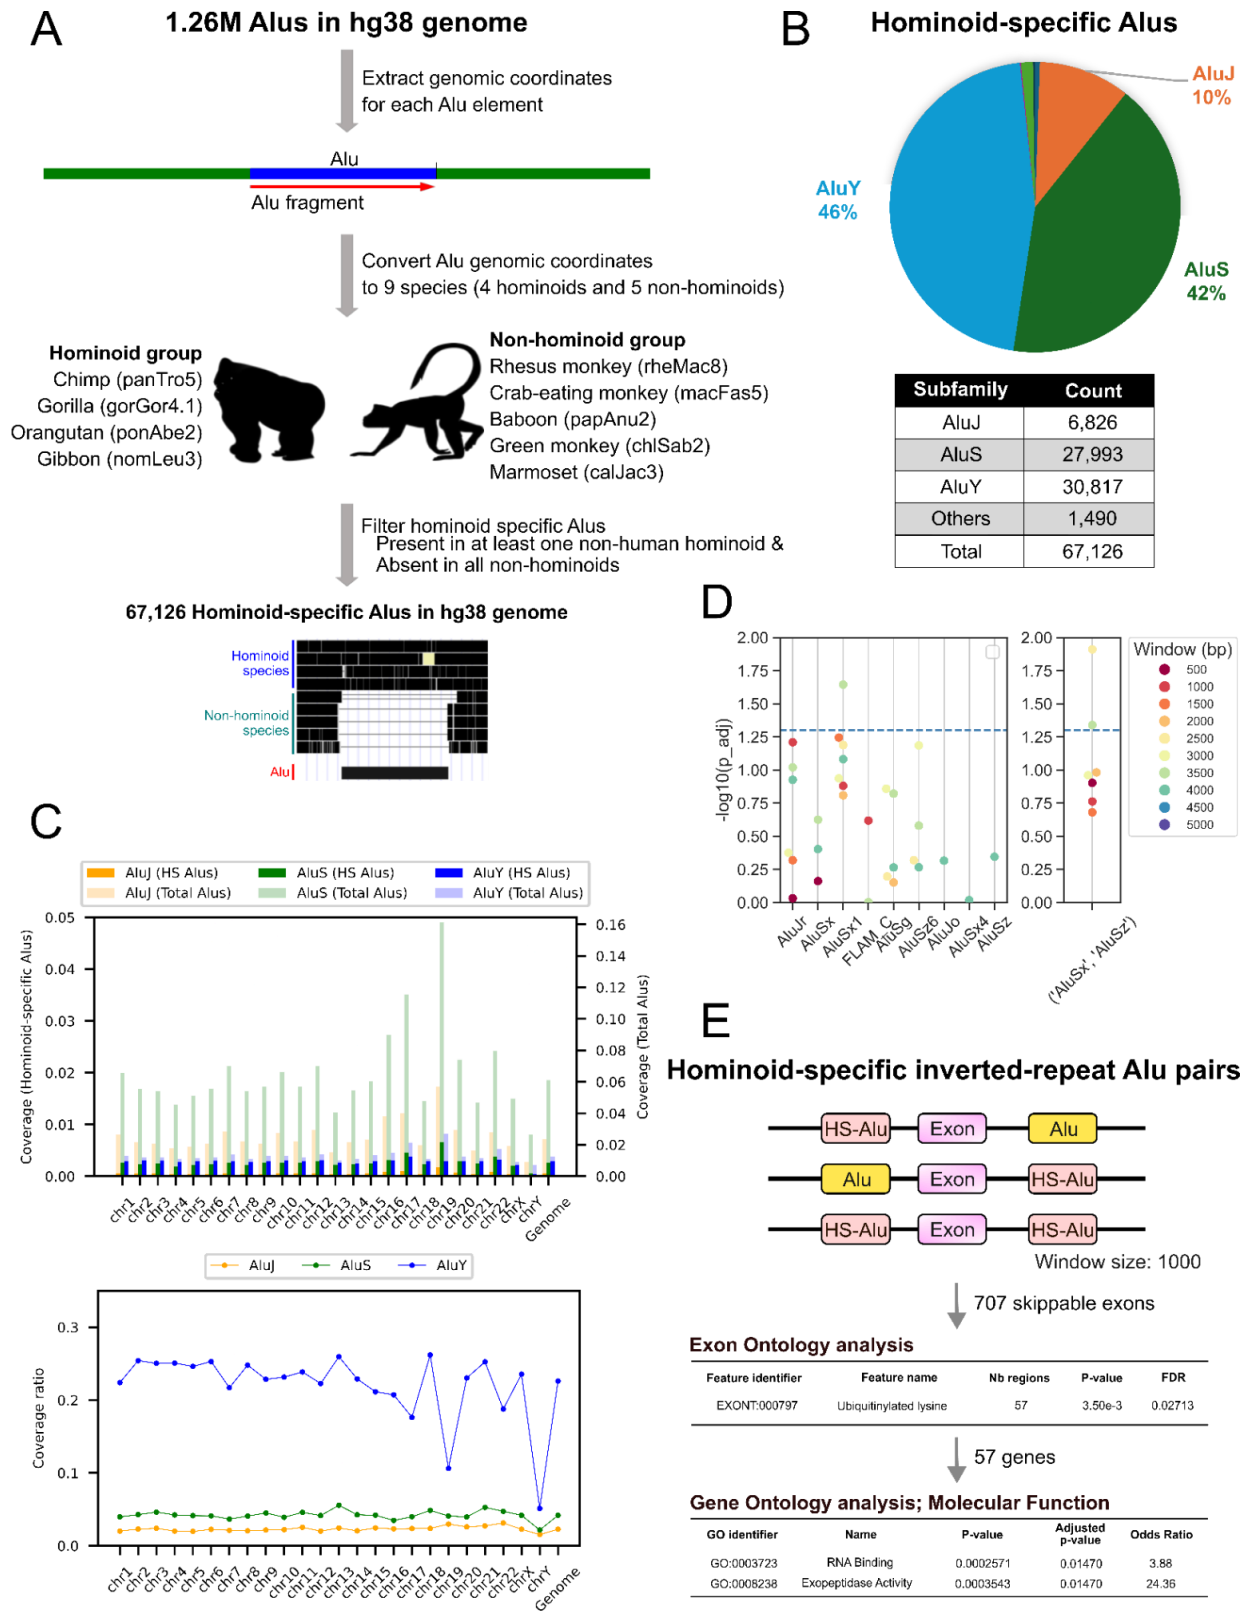 A
1.26M Alus in hg38 genome
Extract genomic coordinates
for each Alu element
Alu
Alu fragment
Convert Alu genomic coordinates
to 9 species (4 hominoids and 5 non-hominoids)
Hominoid group
Chimp (panTro5)
Gorilla (gorGor4.1)
Orangutan (ponAbe2)
Gibbon (nomLeu3)
Non-hominoid group
Rhesus monkey (rheMac8)
Crab-eating monkey (macFas5)
Baboon (papAnu2)
Green monkey (chlSab2)
Marmoset (calJac3)
Filter hominoid specific Alus
Present in at least one non-human hominoid &
Absent in all non-hominoids
67,126 Hominoid-specific Alus in hg38 genome
Hominoid
species
Non-hominoid
species
Alu
B
Hominoid-specific Alus
AluJ
10%
AluY
46%
AluS
42%
Subfamily Count
AluJ 6,826
AluS 27,993
AluY 30,817
Others 1,490
Total 67,126
C
AluJ (HS Alus) AluS (HS Alus) AluY (HS Alus)
AluJ (Total Alus) AluS (Total Alus) AluY (Total Alus)
Coverage (Hominoid-specific Alus)
0.05
0.04
0.03
0.02
0.01
0.00
Coverage (Total Alus)
0.16
0.14
0.12
0.10
0.08
0.06
0.04
0.02
0.00
chr1 chr2 chr3 chr4 chr5 chr6 chr7 chr8 chr9 chr10 chr11 chr12 chr13 chr14 chr15 chr16 chr17 chr18 chr19 chr20 chr21 chr22 chrX chrY Genome
AluJ AluS AluY
Coverage ratio
0.3
0.2
0.1
0.0
chr1 chr2 chr3 chr4 chr5 chr6 chr7 chr8 chr9 chr10 chr11 chr12 chr13 chr14 chr15 chr16 chr17 chr18 chr19 chr20 chr21 chr22 chrX chrY Genome
D
-log10(p_adj)
2.00
1.75
1.50
1.25
1.00
0.75
0.50
0.25
0.00
AluJr AluSx AluSx1 FLAM_C AluSg AluSz6 AluJo AluSx4 AluSz
2.00
1.75
1.50
1.25
1.00
0.75
0.50
0.25
0.00
('AluSx', 'AluSz')
Window (bp)
500
1000
1500
2000
2500
3000
3500
4000
4500
5000
E
Hominoid-specific inverted-repeat Alu pairs
HS-Alu Exon Alu
Alu Exon HS-Alu
HS-Alu Exon HS-Alu
Window size: 1000
707 skippable exons
Exon Ontology analysis
Feature identifier Feature name Nb regions P-value FDR
EXONT:000797 Ubiquitinylated lysine 57 3.50e-3 0.02713
57 genes
Gene Ontology analysis; Molecular Function
GO identifier Name P-value Adjusted p-value Odds Ratio
GO:0003723 RNA Binding 0.0002571 0.01470 3.88
GO:0008238 Exopeptidase Activity 0.0003543 0.01470 24.36